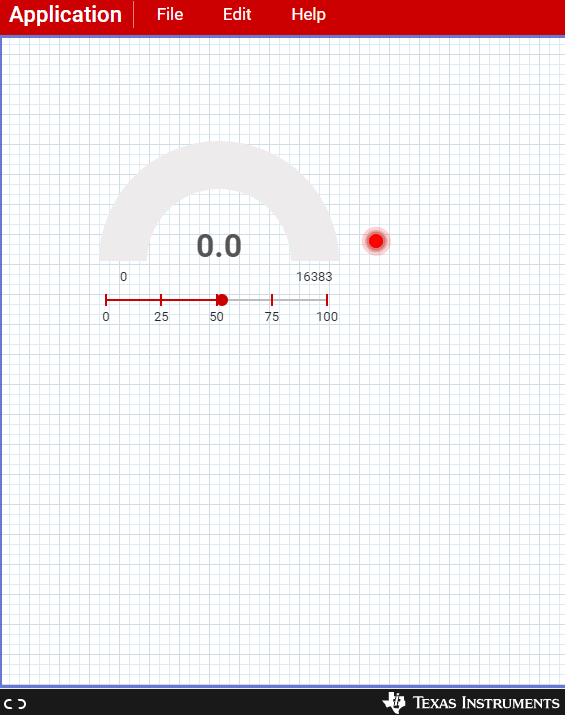 Application File Edit Help
0.0
0 16383
0 25 50 75 100
TEXAS INSTRUMENTS